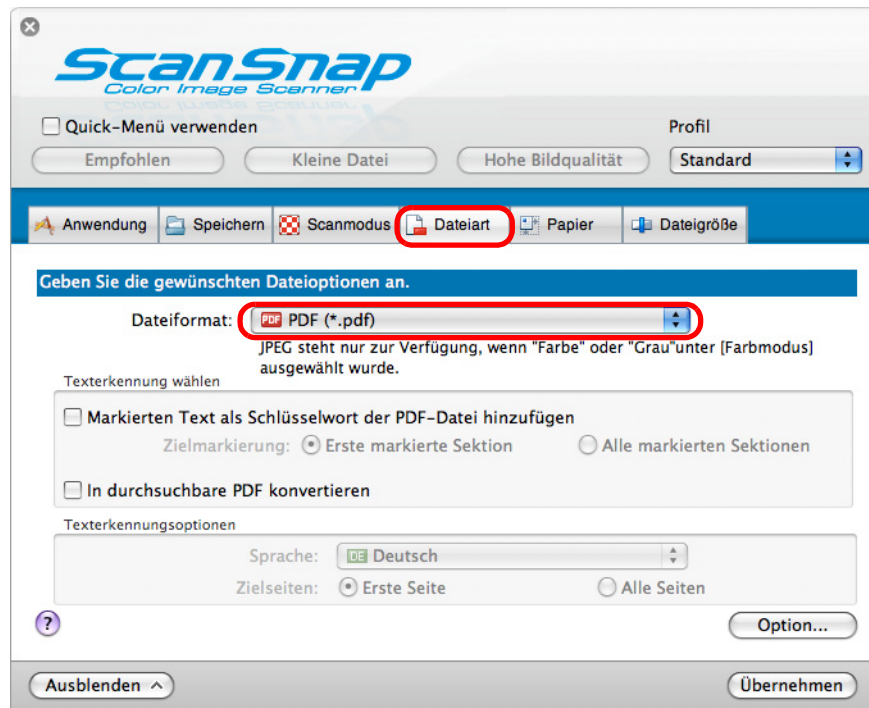 ScanSnap
Color Image Scanner
Quick-Menü verwenden
Profil
Empfohlen Kleine Datei Hohe Bildqualität Standard
Anwendung Speichern Scanmodus Dateiart Papier Dateigröße
Geben Sie die gewünschten Dateioptionen an.
Dateiformat: PDF PDF (*.pdf)
JPEG steht nur zur Verfügung, wenn "Farbe" oder "Grau"unter [Farbmodus]
ausgewählt wurde.
Texterkennung wählen
Markierten Text als Schlüsselwort der PDF-Datei hinzufügen
Zielmarkierung: Erste markierte Sektion Alle markierten Sektionen
In durchsuchbare PDF konvertieren
Texterkennungsoptionen
Sprache: DE Deutsch
Zielseiten: Erste Seite Alle Seiten
? Option...
Ausblenden Übernehmen